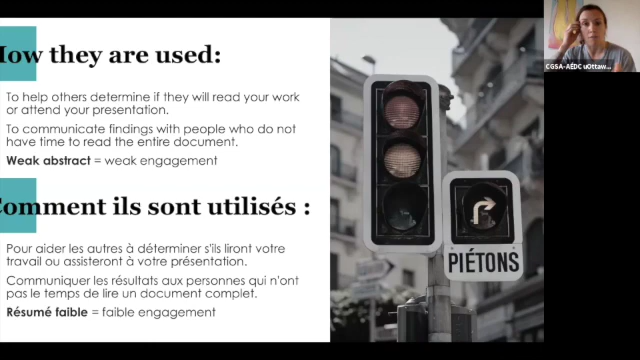 ow they are used:
To help others determine if they will read your work
or attend your presentation.
To communicate findings with people who do not
have time to read the entire document.
Weak abstract = weak engagement
omment ils sont utilisés :
Pour aider les autres à déterminer s'ils liront votre
travail ou assisteront à votre présentation.
Communiquer les résultats aux personnes qui n'ont
pas le temps de lire un document complet.
Résumé faible = faible engagement
PIÉTONS
CGSA-AÉDC uOttaw...